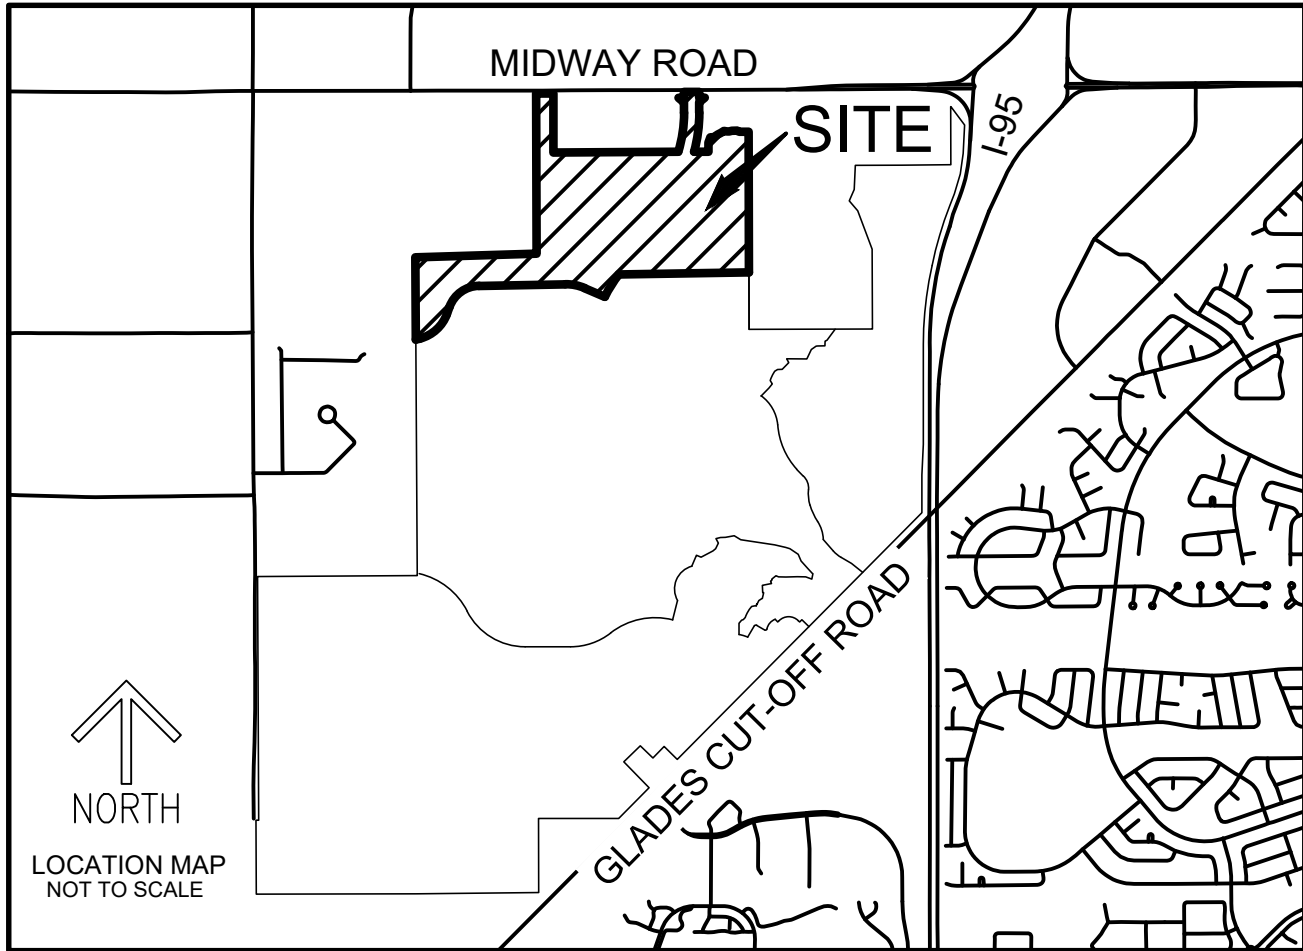 MIDWAY ROAD
SITE
I-95
GLADES CUT-OFF ROAD
NORTH
LOCATION MAP
NOT TO SCALE